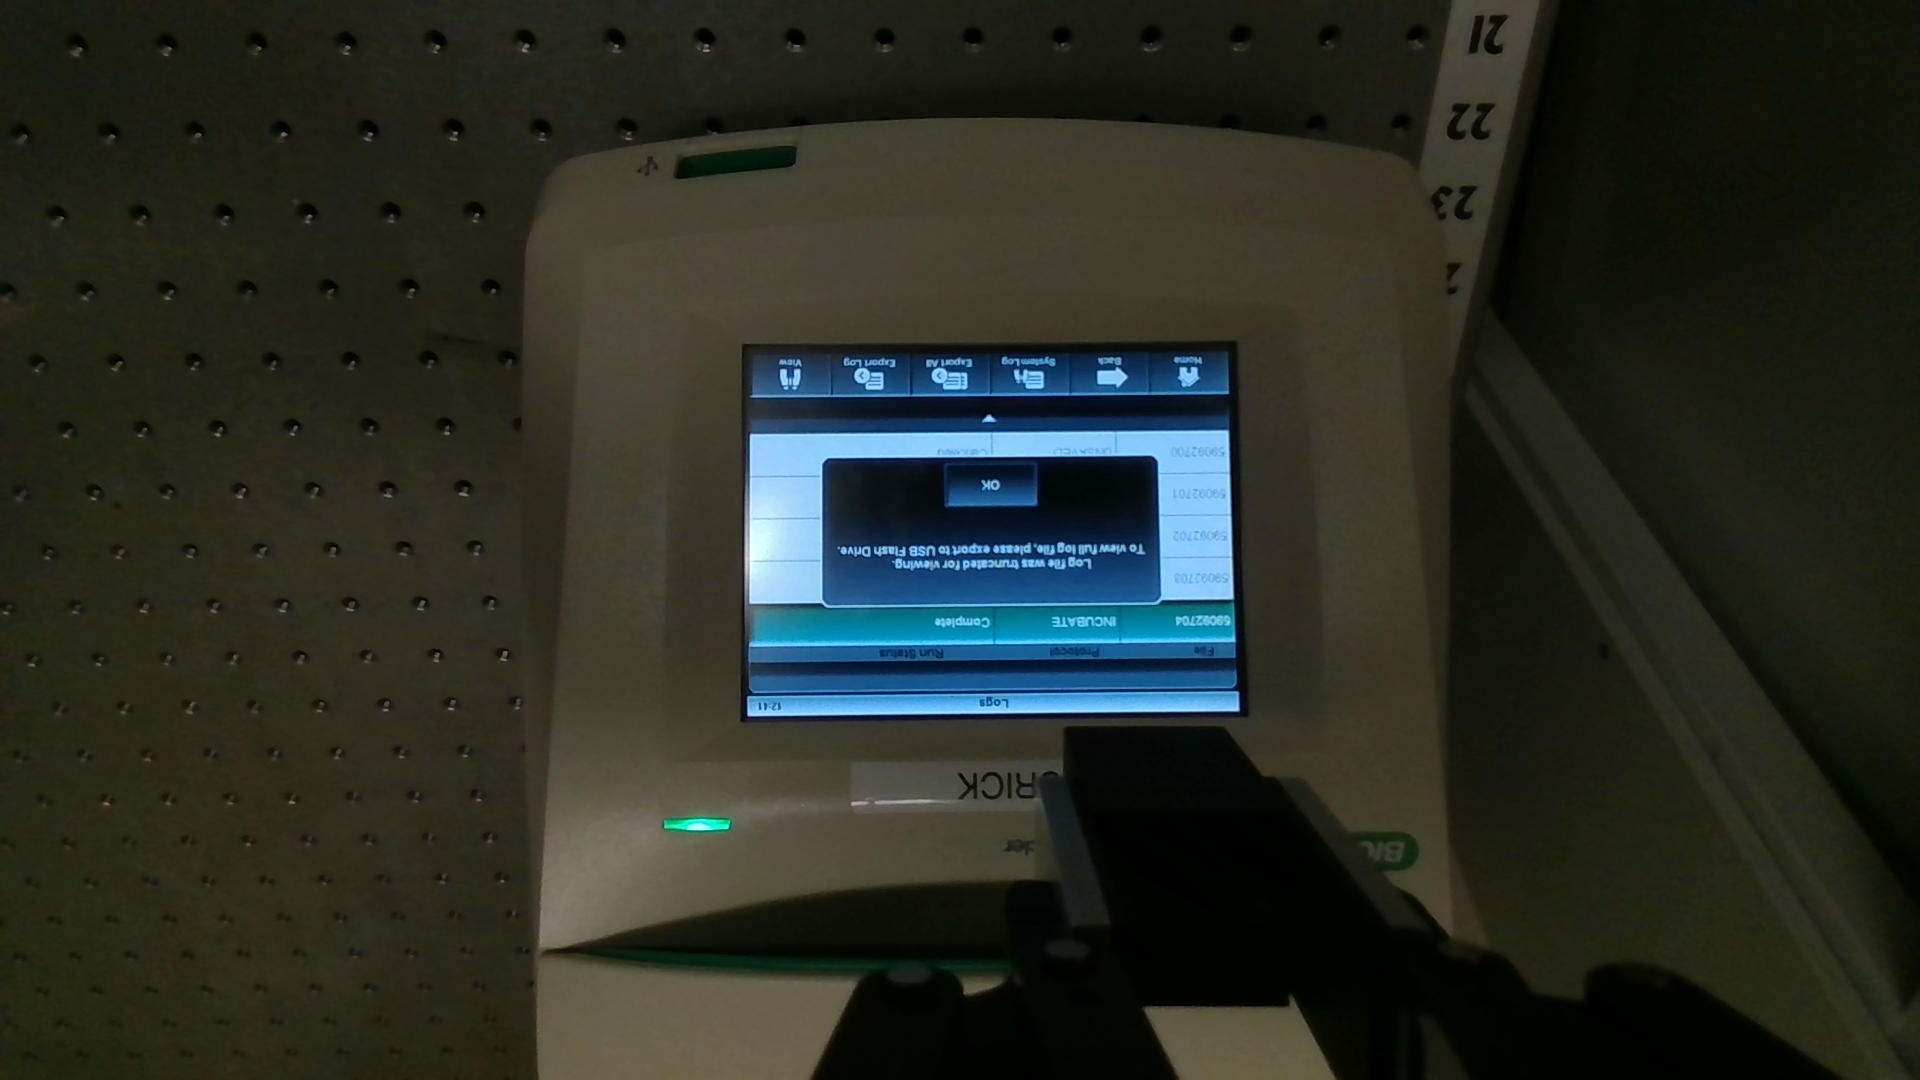 Logs
12:41
File Protocol Run Status
59092704 INCUBATE Complete
59092703
59092702
59092701
59092700 UNSAVED Cancelled
Log file was truncated for viewing.
To view full log file, please export to USB Flash Drive.
OK
Home
Back
System Log
Export All
Export Log
View
21
22
23